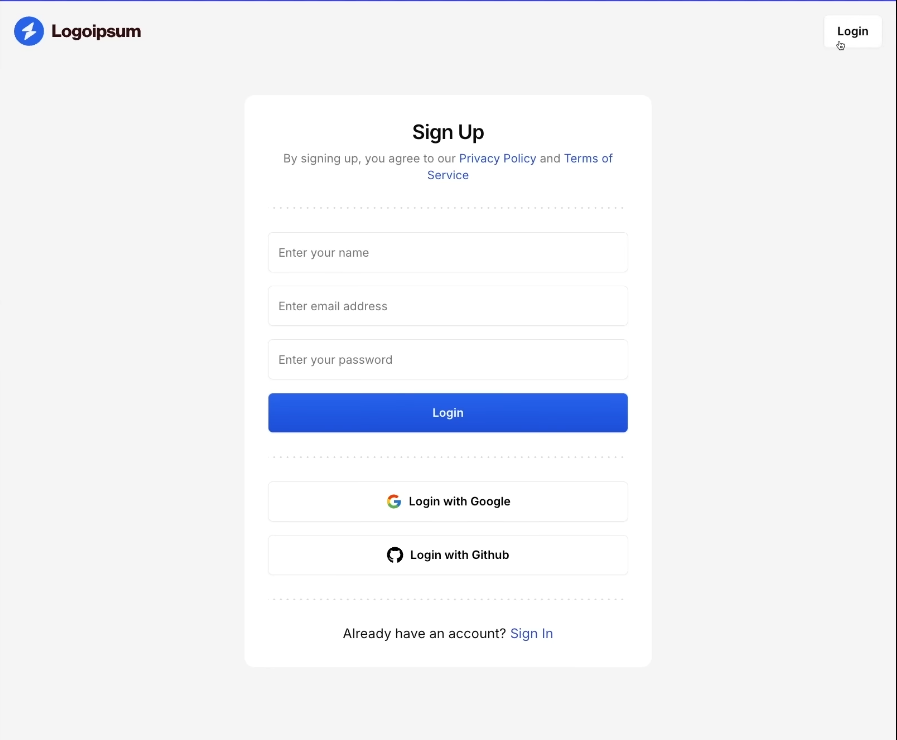 Logoipsum
Login
Sign Up
By signing up, you agree to our Privacy Policy and Terms of
Service
Enter your name
Enter email address
Enter your password
Login
Login with Google
Login with Github
Already have an account? Sign In